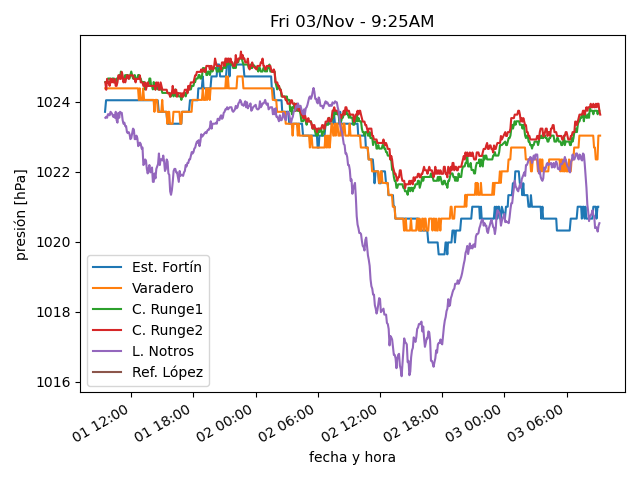 Fri 03/Nov - 9:25AM
presión [hPa]
1024
1022
1020
1018
1016
Est. Fortín
Varadero
C. Runge1
C. Runge2
L. Notros
Ref. López
01 12:00
01 18:00
02 00:00
02 06:00
02 12:00
02 18:00
03 00:00
03 06:00
fecha y hora